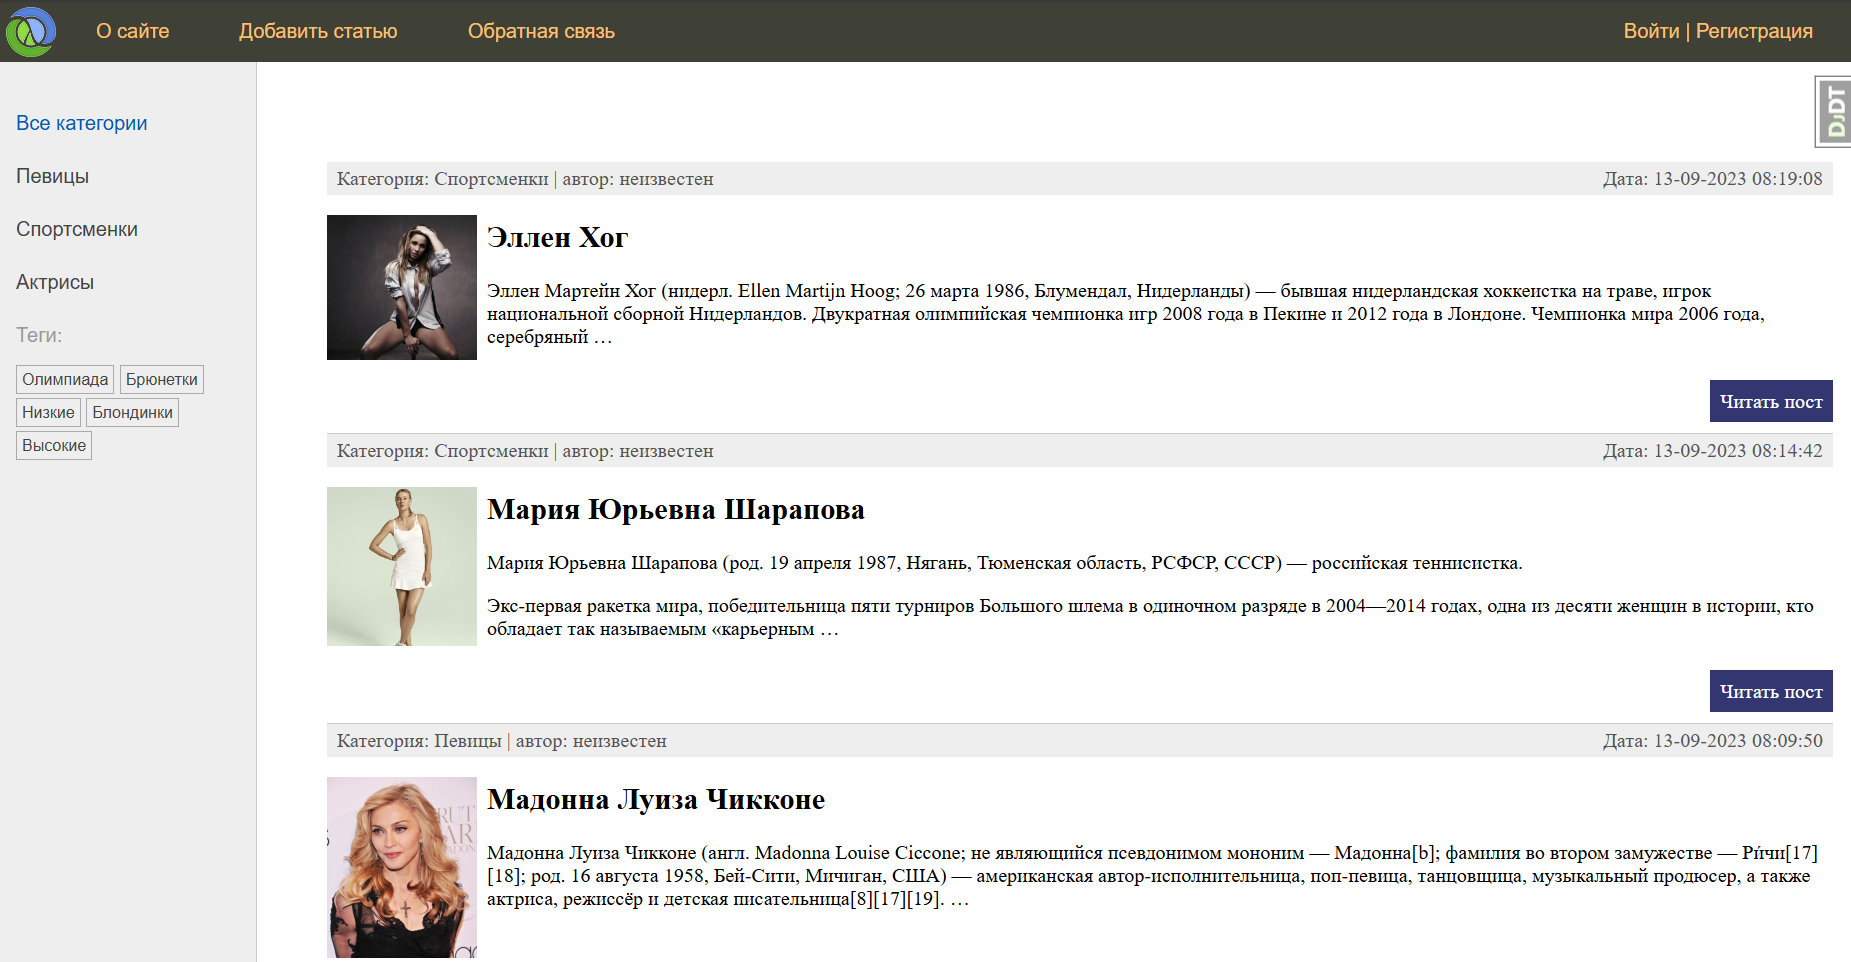 О сайте
Добавить статью
Обратная связь
Войти | Регистрация
DJDT
Все категории
Певицы
Спортсменки
Актрисы
Теги:
Олимпиада
Брюнетки
Низкие
Блондинки
Высокие
Категория: Спортсменки | автор: неизвестен
Дата: 13-09-2023 08:19:08
Эллен Хог
Эллен Мартейн Хог (нидерл. Ellen Martijn Hoog; 26 марта 1986, Блумендал, Нидерланды) — бывшая нидерландская хоккеистка на траве, игрок
национальной сборной Нидерландов. Двукратная олимпийская чемпионка игр 2008 года в Пекине и 2012 года в Лондоне. Чемпионка мира 2006 года,
серебряный …
Читать пост
Категория: Спортсменки | автор: неизвестен
Дата: 13-09-2023 08:14:42
Мария Юрьевна Шарапова
Мария Юрьевна Шарапова (род. 19 апреля 1987, Нягань, Тюменская область, РСФСР, СССР) — российская теннисистка.
Экс-первая ракетка мира, победительница пяти турниров Большого шлема в одиночном разряде в 2004—2014 годах, одна из десяти женщин в истории, кто
обладает так называемым «карьерным …
Читать пост
Категория: Певицы | автор: неизвестен
Дата: 13-09-2023 08:09:50
Мадонна Луиза Чикконе
Мадонна Луиза Чикконе (англ. Madonna Louise Ciccone; не являющийся псевдонимом мононим — Мадонна[b]; фамилия во втором замужестве — Ри́чи[17]
[18]; род. 16 августа 1958, Бей-Сити, Мичиган, США) — американская автор-исполнительница, поп-певица, танцовщица, музыкальный продюсер, а также
актриса, режиссёр и детская писательница[8][17][19]. …